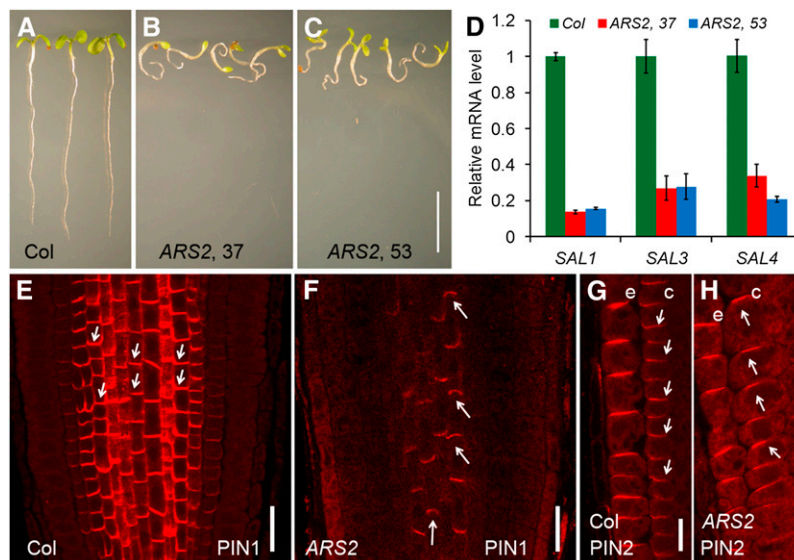 A
Col
B
ARS2, 37
C
ARS2, 53
D
Col ARS2, 37 ARS2, 53
Relative mRNA level
1.2
1
0.8
0.6
0.4
0.2
0
SAL1 SAL3 SAL4
E
Col PIN1
F
ARS2 PIN1
G e c
Col
PIN2
H c
e
ARS2
PIN2